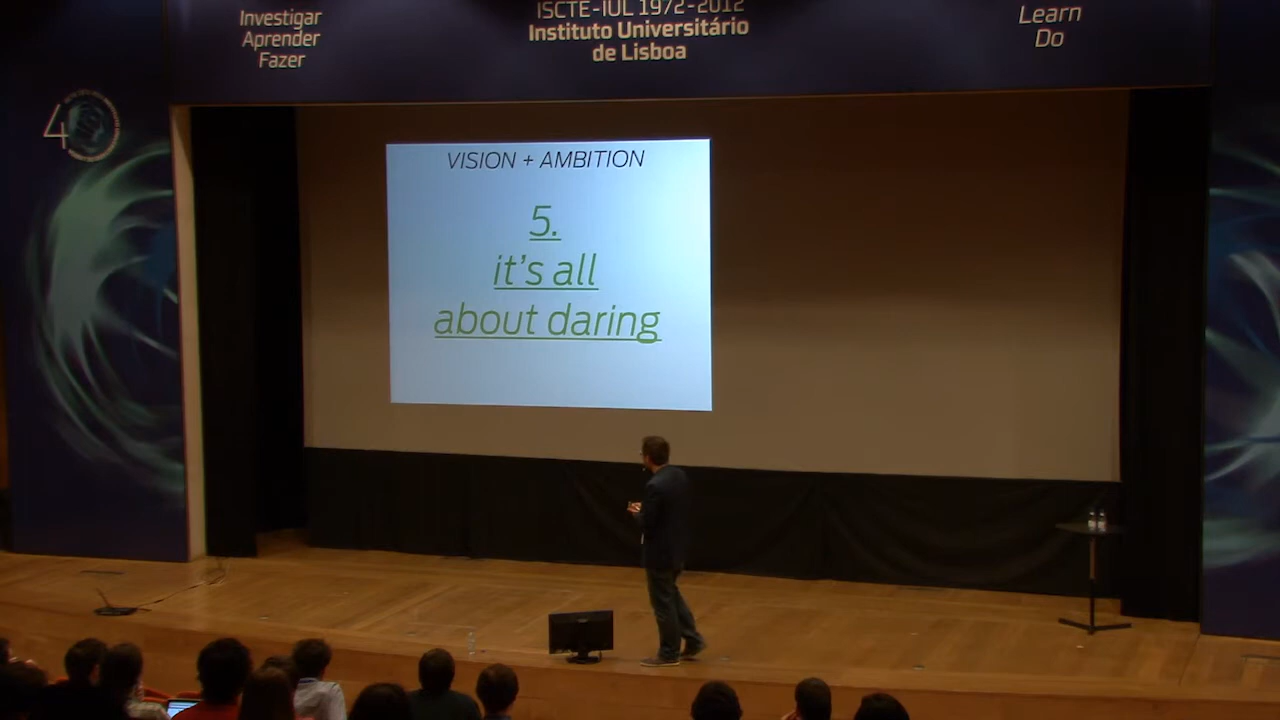 Investigar
Aprender
Fazer
ISCTE-IUL 1972-2012
Instituto Universitário
de Lisboa
Learn
Do
4
VISION + AMBITION
5.
it's all
about daring